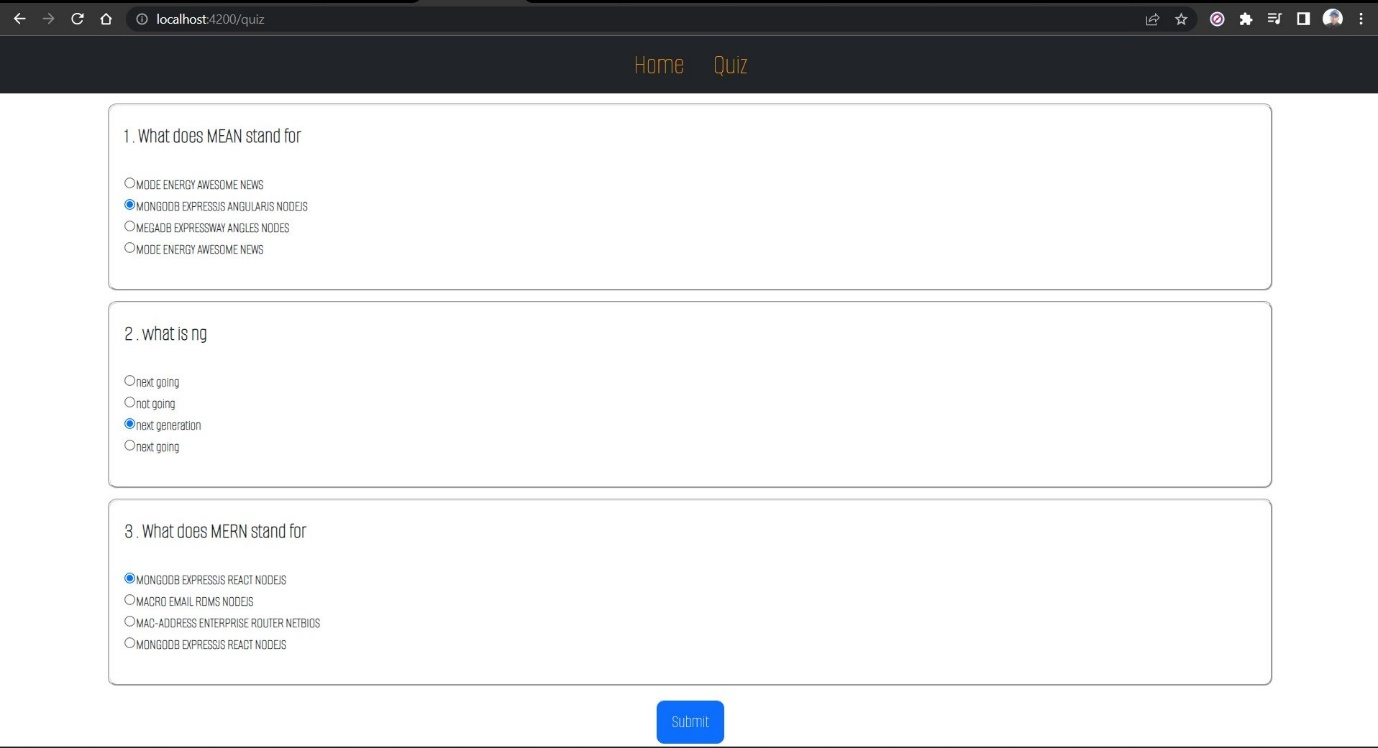 localhost:4200/quiz
Home Quiz
1 . What does MEAN stand for
MODE ENERGY AWESOME NEWS
MONGODB EXPRESSJS ANGULARJS NODEJS
MEGADB EXPRESSWAY ANGLES NODES
MODE ENERGY AWESOME NEWS
2 . what is ng
next going
not going
next generation
next going
3 . What does MERN stand for
MONGODB EXPRESSJS REACT NODEJS
MACRO EMAIL RDMS NODEJS
MAC-ADDRESS ENTERPRISE ROUTER NETBIOS
MONGODB EXPRESSJS REACT NODEJS
Submit